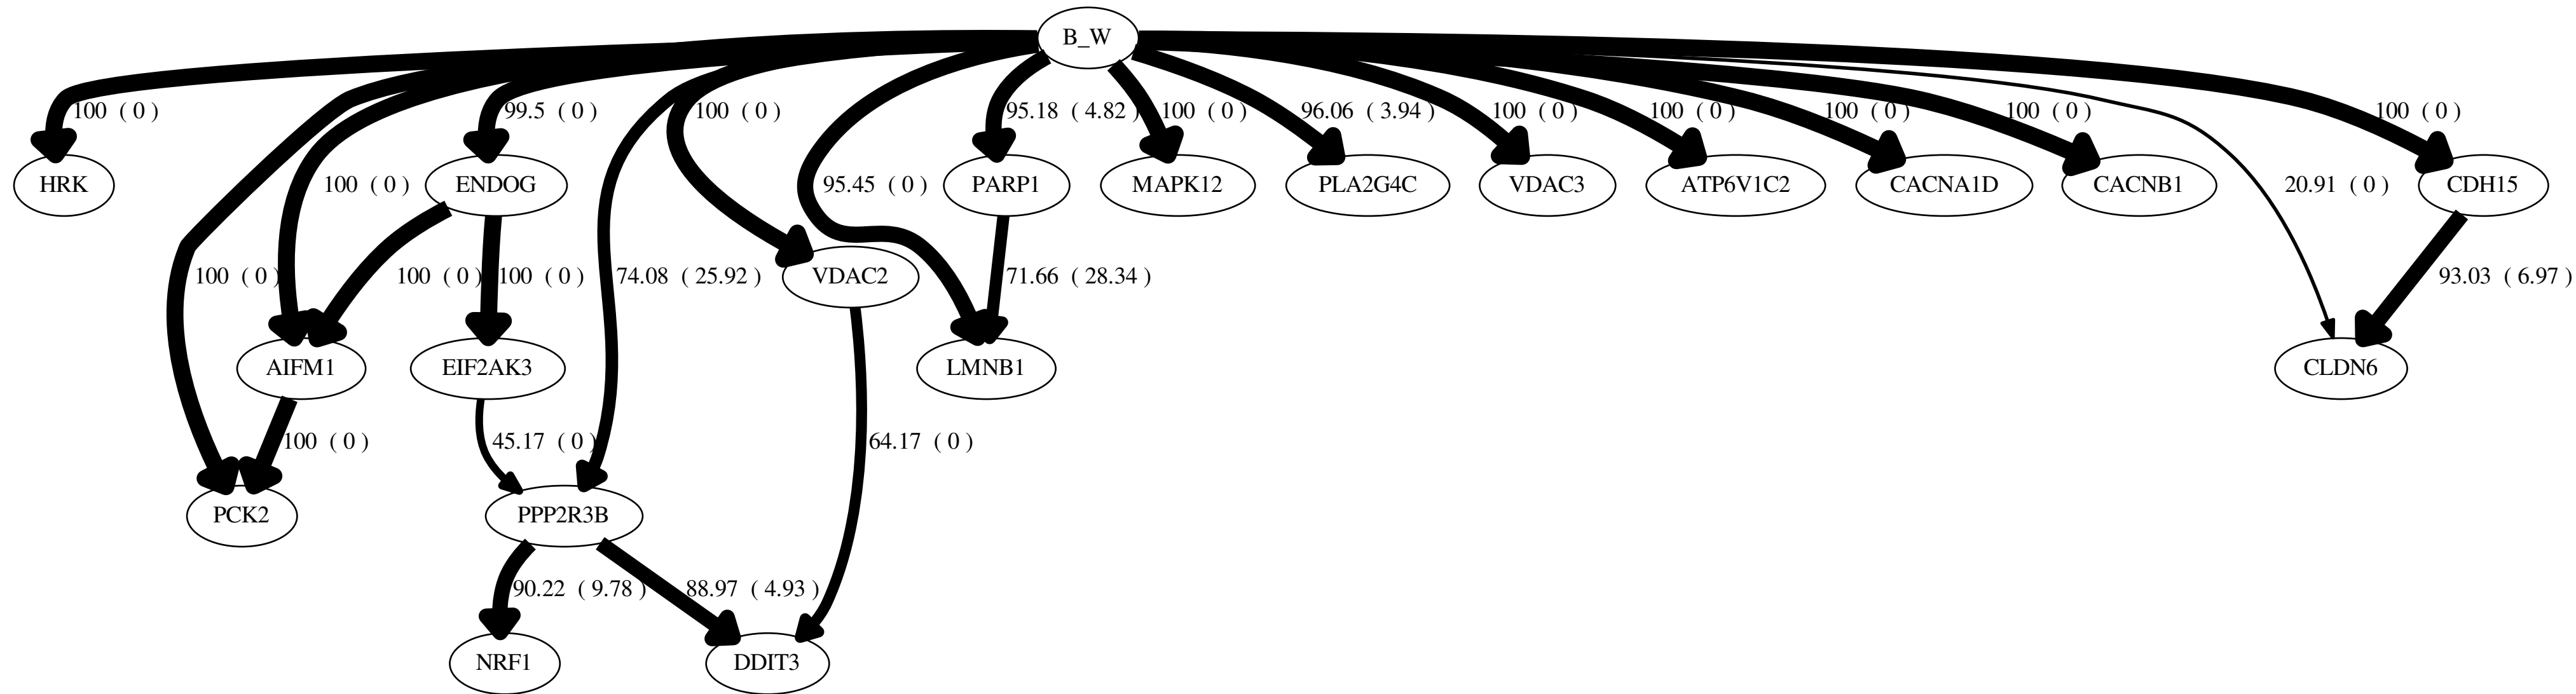 B_W
100 ( 0 )
99.5 ( 0 )
100 ( 0 )
95.18 ( 4.82 )
100 ( 0 )
96.06 ( 3.94 )
100 ( 0 )
100 ( 0 )
100 ( 0 )
100 ( 0 )
100 ( 0 )
HRK
100 ( 0 )
ENDOG
95.45 ( 0 )
PARP1
MAPK12
PLA2G4C
VDAC3
ATP6V1C2
CACNA1D
CACNB1
20.91 ( 0 )
CDH15
100 ( 0 )
100 ( 0 )
100 ( 0 )
74.08 ( 25.92 )
VDAC2
71.66 ( 28.34 )
93.03 ( 6.97 )
AIFM1
EIF2AK3
LMNB1
CLDN6
100 ( 0 )
45.17 ( 0 )
64.17 ( 0 )
PCK2
PPP2R3B
90.22 ( 9.78 )
88.97 ( 4.93 )
NRF1
DDIT3